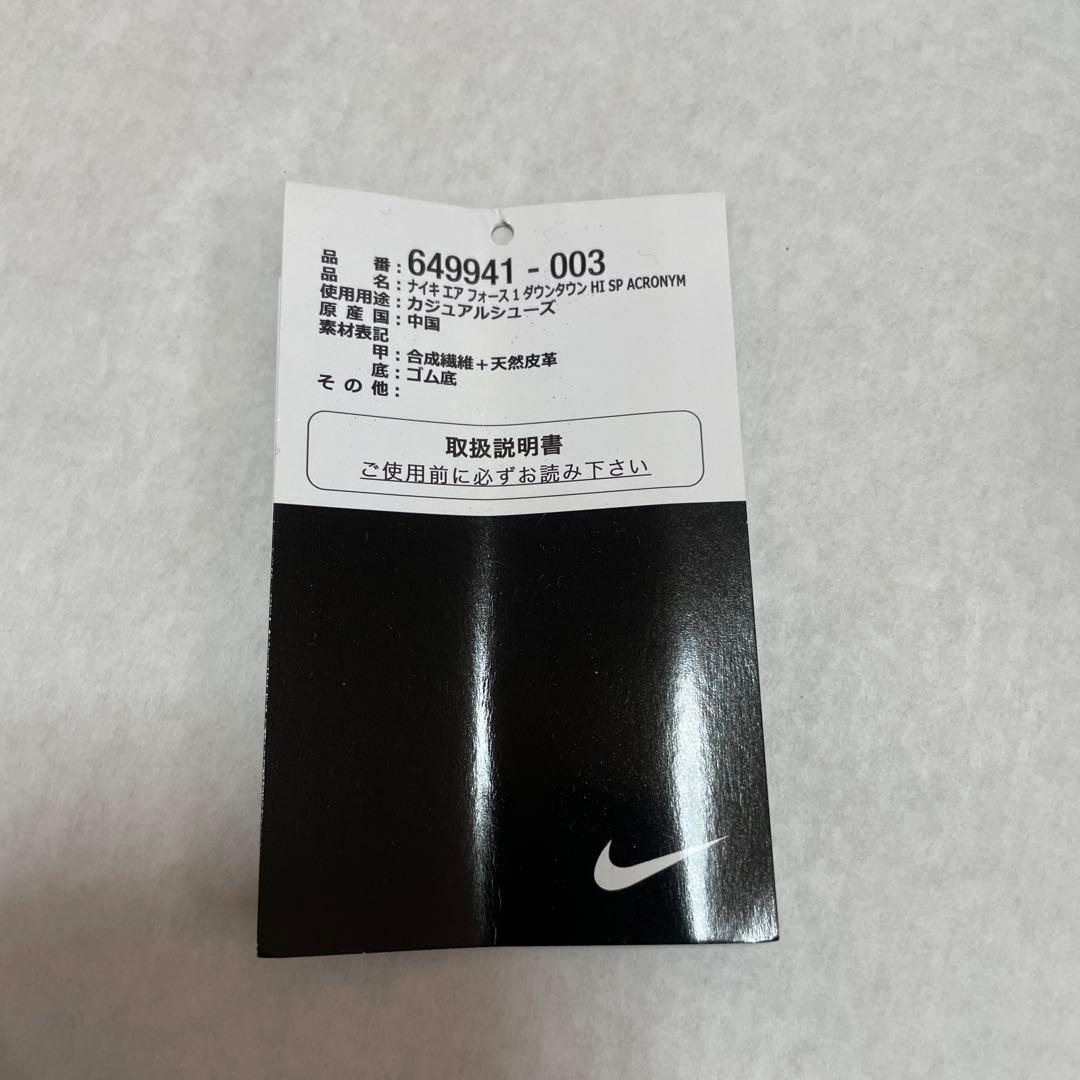 品番：649941 - 003
品名：ナイキ エア フォース 1 ダウンタウン HI SP ACRONYM
使用用途：カジュアルシューズ
原産国：中国
素材表記
甲：合成繊維＋天然皮革
底：ゴム底
その他：
取扱説明書
ご使用前に必ずお読み下さい